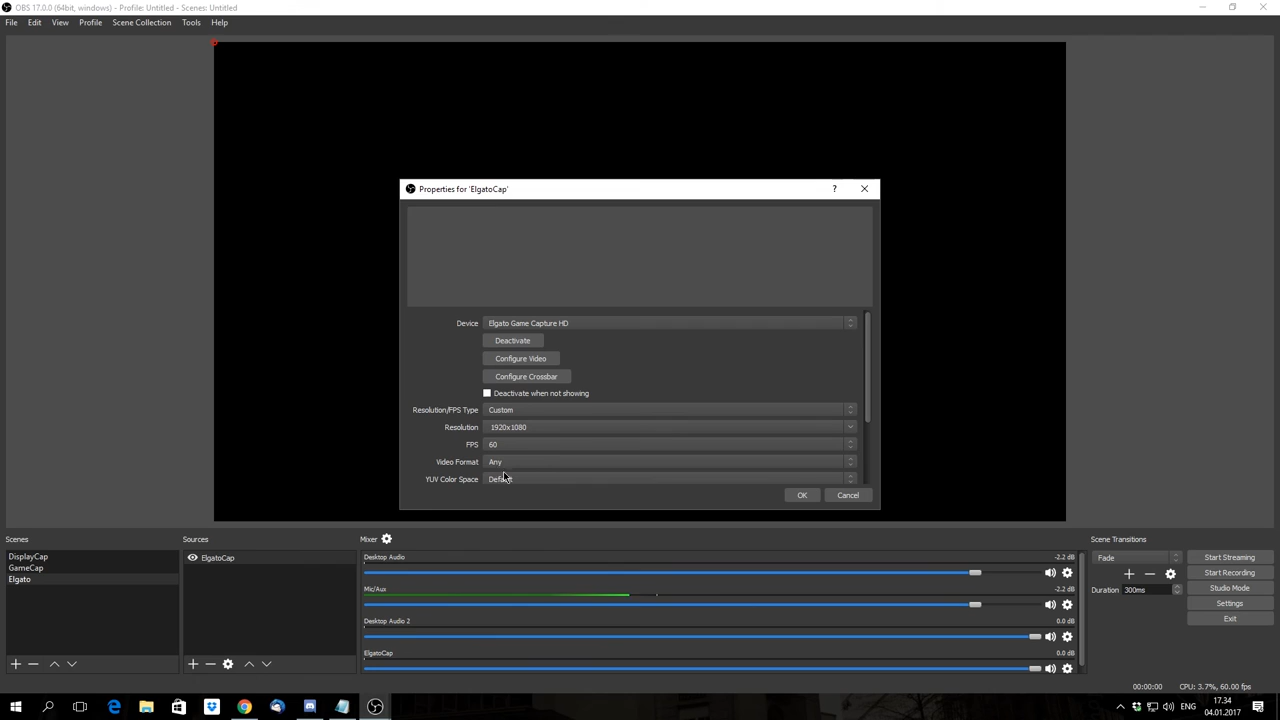 OBS 17.0.0 (64bit, windows) - Profile: Untitled - Scenes: Untitled
File Edit View Profile Scene Collection Tools Help
Properties for 'ElgatoCap' ?
Device Elgato Game Capture HD
Deactivate
Configure Video
Configure Crossbar
Deactivate when not showing
Resolution/FPS Type Custom
Resolution 1920x1080
FPS 60
Video Format Any
YUV Color Space Default
OK Cancel
Scenes
DisplayCap
GameCap
Elgato
Sources
ElgatoCap
Mixer
Desktop Audio -2.2 dB
Mic/Aux -2.2 dB
Desktop Audio 2 0.0 dB
ElgatoCap 0.0 dB
Scene Transitions
Fade
Duration 300ms
Start Streaming
Start Recording
Studio Mode
Settings
Exit
00:00:00 CPU: 3.7%, 60.00 fps
ENG
17.34
04.01.2017